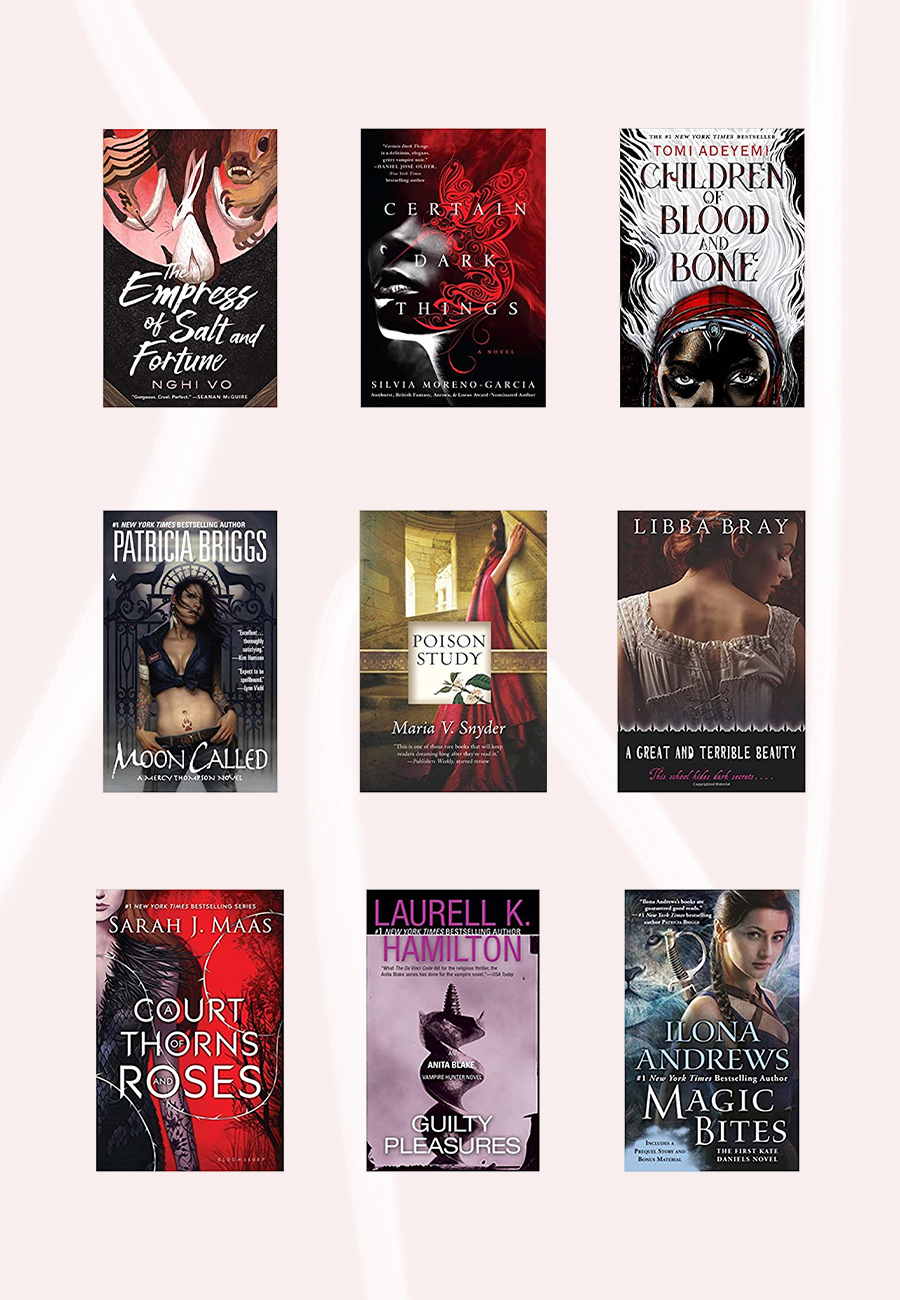 The
Empress
of Salt and
Fortune
NGHI VO
"Gorgeous. Cruel. Perfect." —SEANAN McGUIRE
"Certain Dark Things
is a delicious, elegant,
gritty vampire noir."
—DANIEL JOSÉ OLDER,
New York Times
bestselling author
CERTAIN
DARK
THINGS
A NOVEL
SILVIA MORENO-GARCIA
Sunburst, British Fantasy, Aurora, & Locus Award–Nominated Author
THE #1 NEW YORK TIMES BESTSELLER
TOMI ADEYEMI
CHILDREN
OF
BLOOD
AND
BONE
#1 NEW YORK TIMES BESTSELLING AUTHOR
PATRICIA BRIGGS
"Excellent...
thoroughly
satisfying."
—Kim Harrison
"Expect to be
spellbound."
—Lynn Viehl
MOON CALLED
A MERCY THOMPSON NOVEL
POISON
STUDY
Maria V. Snyder
"This is one of those rare books that will keep
readers dreaming long after they've read it."
—Publishers Weekly, starred review
LIBBA BRAY
A GREAT AND TERRIBLE BEAUTY
This school hides dark secrets....
Copyrighted Material
#1 NEW YORK TIMES BESTSELLING SERIES
SARAH J. MAAS
A
COURT
THORNS
OF
AND
ROSES
BLOOMSBURY
LAURELL K.
#1 NEW YORK TIMES BESTSELLING AUTHOR
HAMILTON
"What The Da Vinci Code did for the religious thriller, the
Anita Blake series has done for the vampire novel."—USA Today
AN
ANITA BLAKE
VAMPIRE HUNTER NOVEL
GUILTY
PLEASURES
"Ilona Andrews's books are
guaranteed good reads."
—#1 New York Times bestselling
author PATRICIA BRIGGS
ILONA
ANDREWS
#1 New York Times Bestselling Author
MAGIC
BITES
INCLUDES A
PREQUEL STORY AND
BONUS MATERIAL
THE FIRST KATE
DANIELS NOVEL